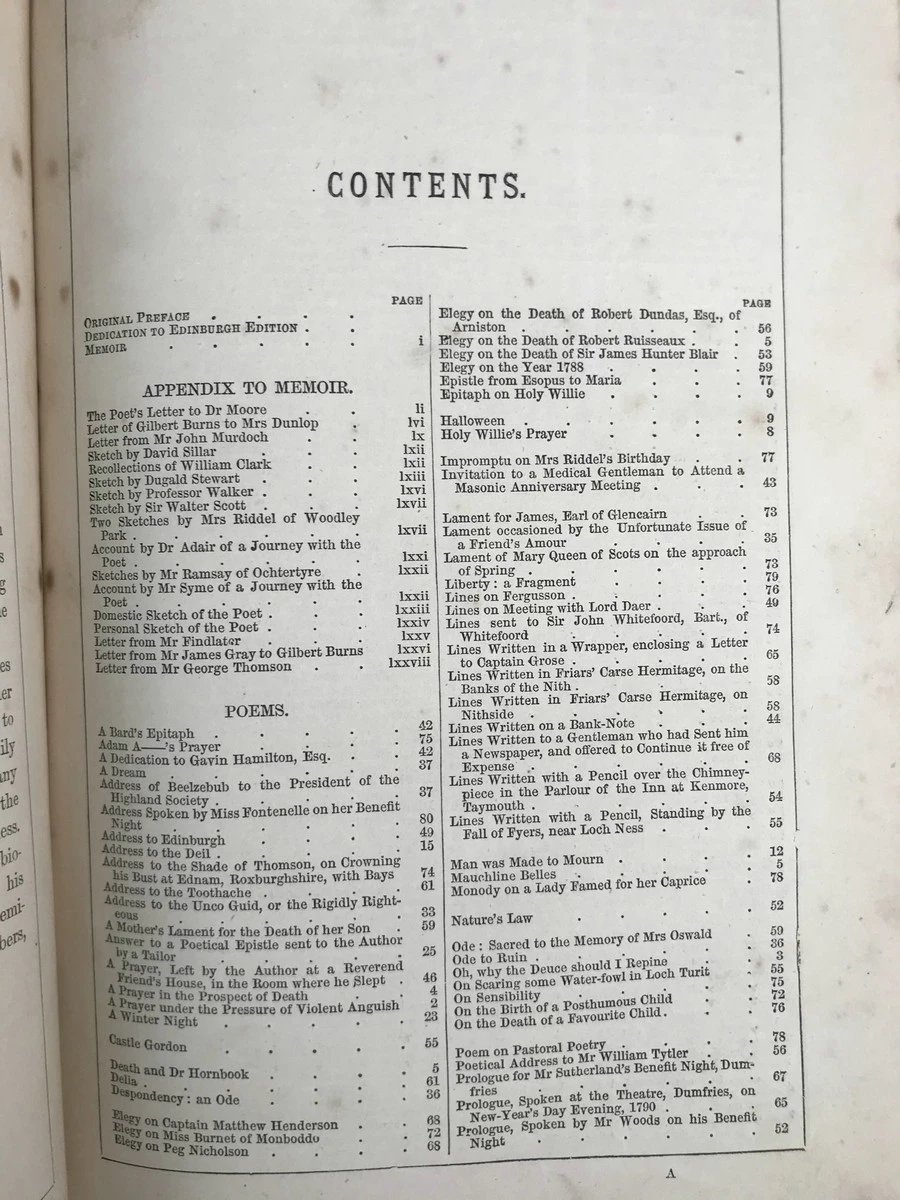 CONTENTS.
PAGE
ORIGINAL PREFACE . . . .
DEDICATION TO EDINBURGH EDITION . .
MEMOIR . . . . . i
APPENDIX TO MEMOIR.
The Poet's Letter to Dr Moore . . li
Letter of Gilbert Burns to Mrs Dunlop . lvi
Letter from Mr John Murdoch . . lx
Sketch by David Sillar . . . lxii
Recollections of William Clark . . lxii
Sketch by Dugald Stewart . . . lxiii
Sketch by Professor Walker . . . lxvi
Sketch by Sir Walter Scott . . . lxvii
Two Sketches by Mrs Riddel of Woodley
Park . . . . . . lxvii
Account by Dr Adair of a Journey with the
Poet . . . . . . lxxi
Sketches by Mr Ramsay of Ochtertyre . lxxii
Account by Mr Syme of a Journey with the
Poet . . . . . . lxxii
Domestic Sketch of the Poet . . . lxxiii
Personal Sketch of the Poet . . . lxxiv
Letter from Mr Findlater . . . lxxv
Letter from Mr James Gray to Gilbert Burns lxxvi
Letter from Mr George Thomson . . lxxviii
POEMS.
A Bard's Epitaph . . . . . 42
Adam A——'s Prayer . . . . 75
A Dedication to Gavin Hamilton, Esq. . . 42
A Dream . . . . . . 37
Address of Beelzebub to the President of the
Highland Society . . . . . 37
Address Spoken by Miss Fontenelle on her Benefit
Night . . . . . . 80
Address to Edinburgh . . . . 49
Address to the Deil . . . . . 15
Address to the Shade of Thomson, on Crowning
his Bust at Ednam, Roxburghshire, with Bays 74
Address to the Toothache . . . . 61
Address to the Unco Guid, or the Rigidly Right-
eous . . . . . . 33
A Mother's Lament for the Death of her Son . 59
Answer to a Poetical Epistle sent to the Author
by a Tailor . . . . . 25
A Prayer, Left by the Author at a Reverend
Friend's House, in the Room where he Slept . 46
A Prayer in the Prospect of Death . . 4
A Prayer under the Pressure of Violent Anguish 2
A Winter Night . . . . . 23
Castle Gordon . . . . . 55
Death and Dr Hornbook . . . . 5
Delia . . . . . . 61
Despondency: an Ode . . . . 36
Elegy on Captain Matthew Henderson . . 68
Elegy on Miss Burnet of Monboddo . . 72
Elegy on Peg Nicholson . . . . 68
PAGE
Elegy on the Death of Robert Dundas, Esq., of
Arniston . . . . . . 56
Elegy on the Death of Robert Ruisseaux . . 5
Elegy on the Death of Sir James Hunter Blair . 53
Elegy on the Year 1788 . . . . 59
Epistle from Esopus to Maria . . . 77
Epitaph on Holy Willie . . . . 9
Halloween . . . . . . 9
Holy Willie's Prayer . . . . 8
Impromptu on Mrs Riddel's Birthday . . 77
Invitation to a Medical Gentleman to Attend a
Masonic Anniversary Meeting . . . 43
Lament for James, Earl of Glencairn . . 73
Lament occasioned by the Unfortunate Issue of
a Friend's Amour . . . . 35
Lament of Mary Queen of Scots on the approach
of Spring . . . . . . 73
Liberty: a Fragment . . . . 79
Lines on Fergusson . . . . . 76
Lines on Meeting with Lord Daer . . . 49
Lines sent to Sir John Whitefoord, Bart., of
Whitefoord . . . . . 74
Lines Written in a Wrapper, enclosing a Letter
to Captain Grose . . . . . 65
Lines Written in Friars' Carse Hermitage, on the
Banks of the Nith . . . . . 58
Lines Written in Friars' Carse Hermitage, on
Nithside . . . . . . 58
Lines Written on a Bank-Note . . . 44
Lines Written to a Gentleman who had Sent him
a Newspaper, and offered to Continue it free of
Expense . . . . . . 68
Lines Written with a Pencil over the Chimney-
piece in the Parlour of the Inn at Kenmore,
Taymouth . . . . . . 54
Lines Written with a Pencil, Standing by the
Fall of Fyers, near Loch Ness . . . 55
Man was Made to Mourn . . . . 12
Mauchline Belles . . . . . 5
Monody on a Lady Famed for her Caprice . 78
Nature's Law . . . . . 52
Ode: Sacred to the Memory of Mrs Oswald . 59
Ode to Ruin . . . . . . 36
Oh, why the Deuce should I Repine . . 3
On Scaring some Water-fowl in Loch Turit . 55
On Sensibility . . . . . 75
On the Birth of a Posthumous Child . . 72
On the Death of a Favourite Child . . . 76
Poem on Pastoral Poetry . . . . 78
Poetical Address to Mr William Tytler . . 56
Prologue for Mr Sutherland's Benefit Night, Dum-
fries . . . . . . 67
Prologue, Spoken at the Theatre, Dumfries, on
New-Year's Day Evening, 1790 . . . 65
Prologue, Spoken by Mr Woods on his Benefit
Night . . . . . . 52
A
es
to
ily
any
the
ess.
bio-
his
emi-
bers,